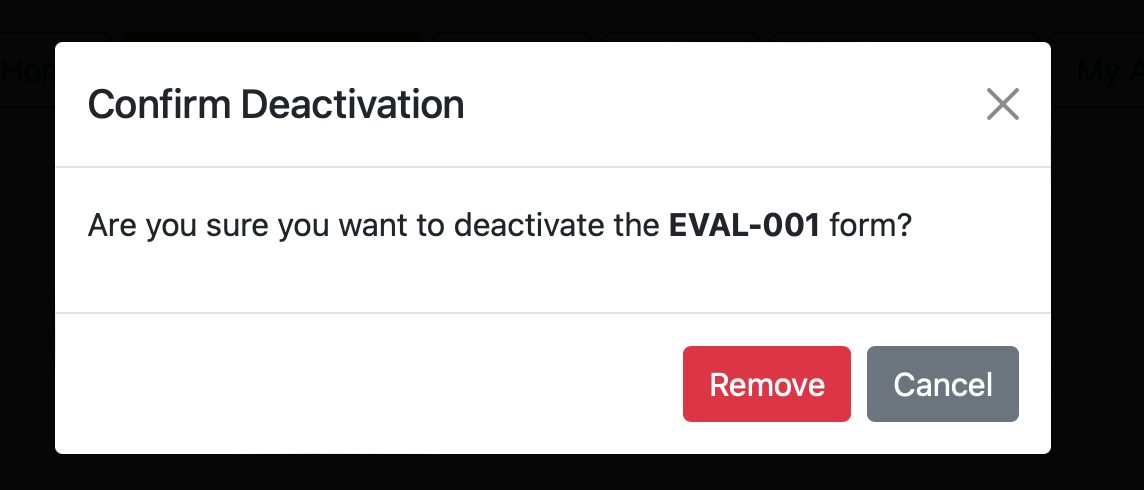 Confirm Deactivation
Are you sure you want to deactivate the EVAL-001 form?
Remove
Cancel